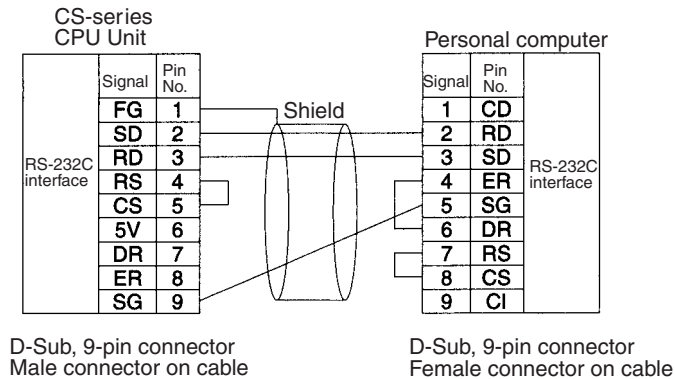 CS-series
CPU Unit
Personal computer
Signal Pin No.
FG 1
SD 2
RD 3
RS 4
CS 5
5V 6
DR 7
ER 8
SG 9
RS-232C
interface
Shield
Signal Pin No.
1 CD
2 RD
3 SD
4 ER
5 SG
6 DR
7 RS
8 CS
9 CI
RS-232C
interface
D-Sub, 9-pin connector
Male connector on cable
D-Sub, 9-pin connector
Female connector on cable